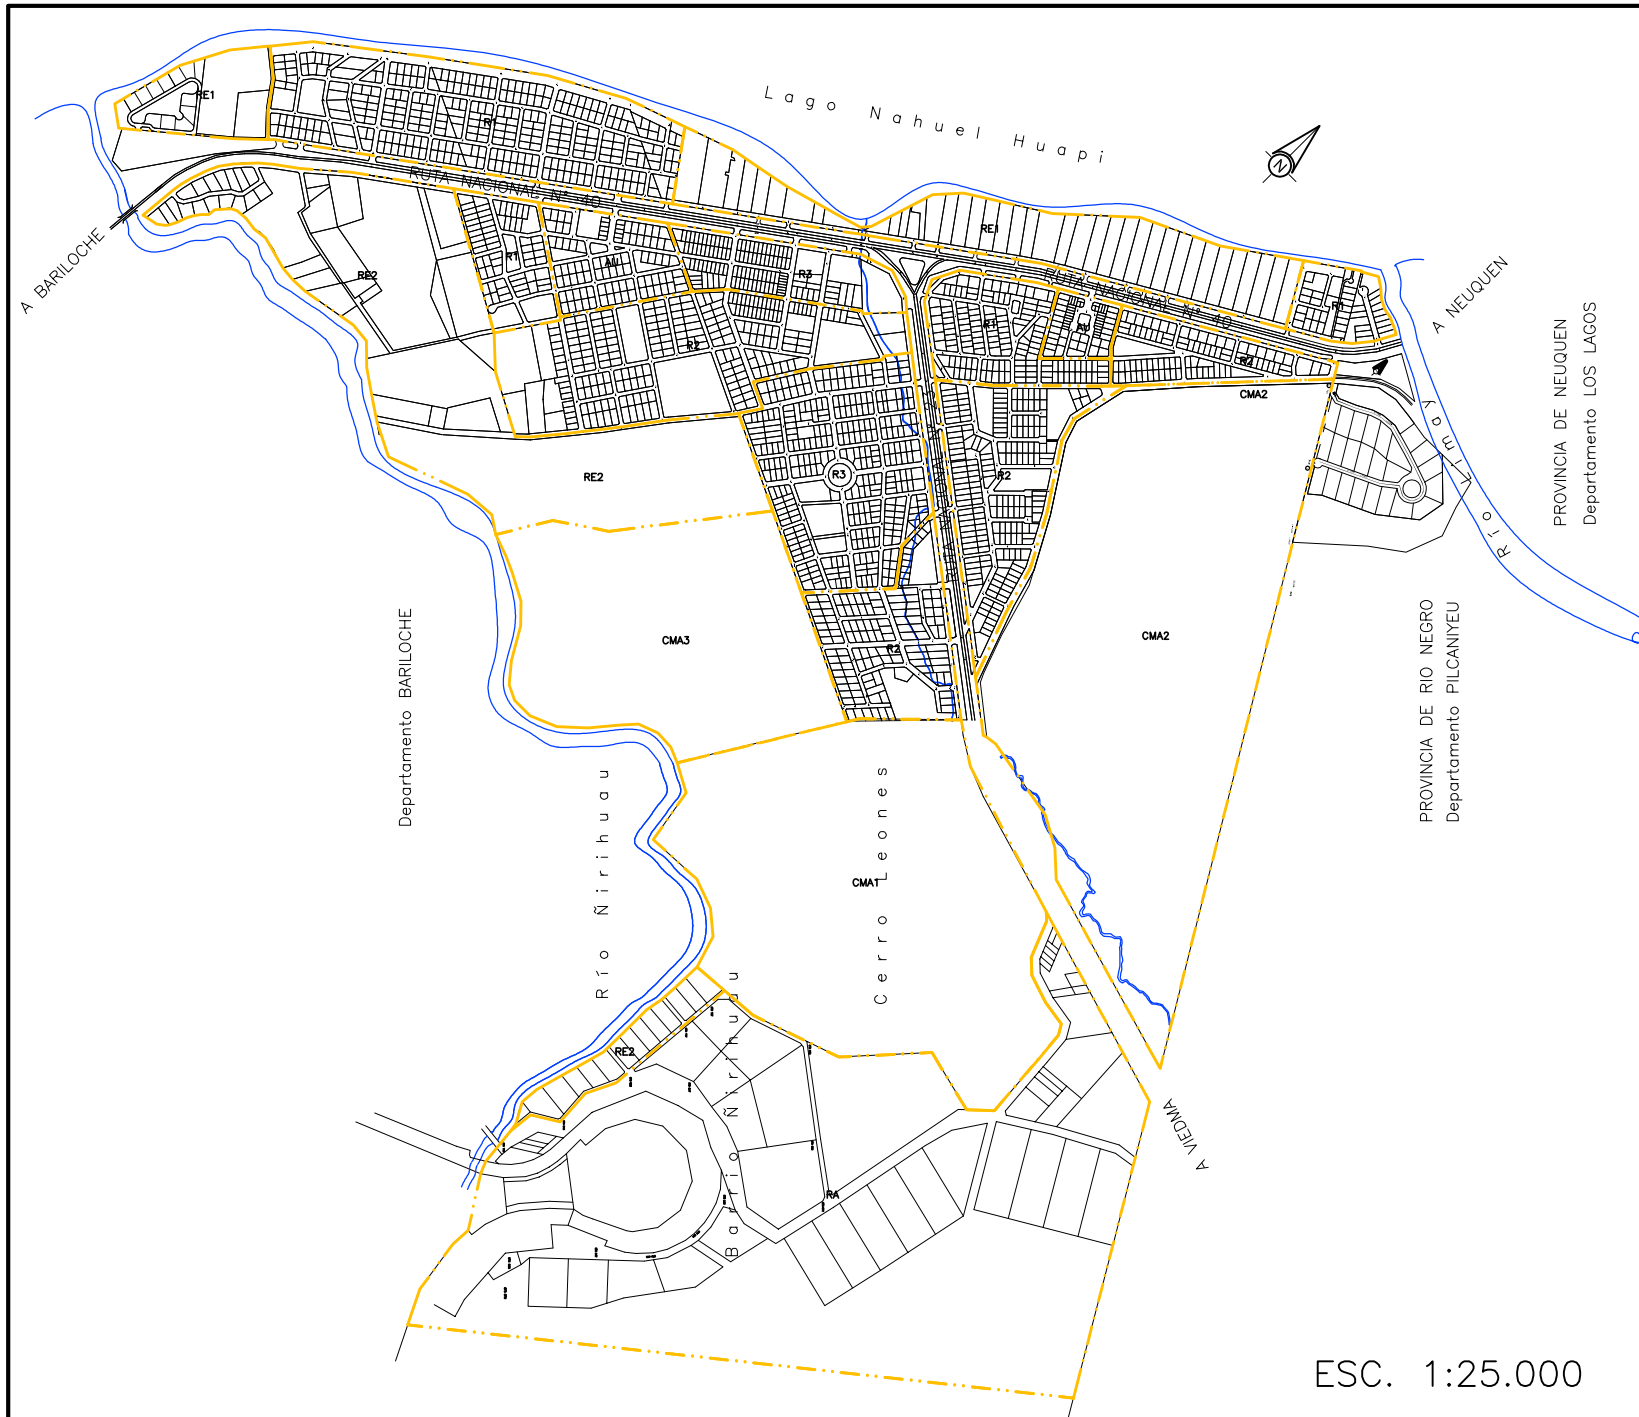 Lago Nahuel Huapi
N
RE1
R1
RUTA NACIONAL Nº 40
RE1
A BARILOCHE
RE2
R1
AU
R3
RUTA NACIONAL Nº 40
R1
A NEUQUEN
R1
AU
R2
R2
CMA2
PROVINCIA DE NEUQUEN
Departamento LOS LAGOS
Río Limay
RE2
R3
R2
CMA3
R2
CMA2
Departamento BARILOCHE
PROVINCIA DE RIO NEGRO
Departamento PILCANIYEU
Río Ñirihuau
Cerro Leones
CMA1
RE2
Barrio Ñirihuau
A VIEDMA
RA
ESC. 1:25.000